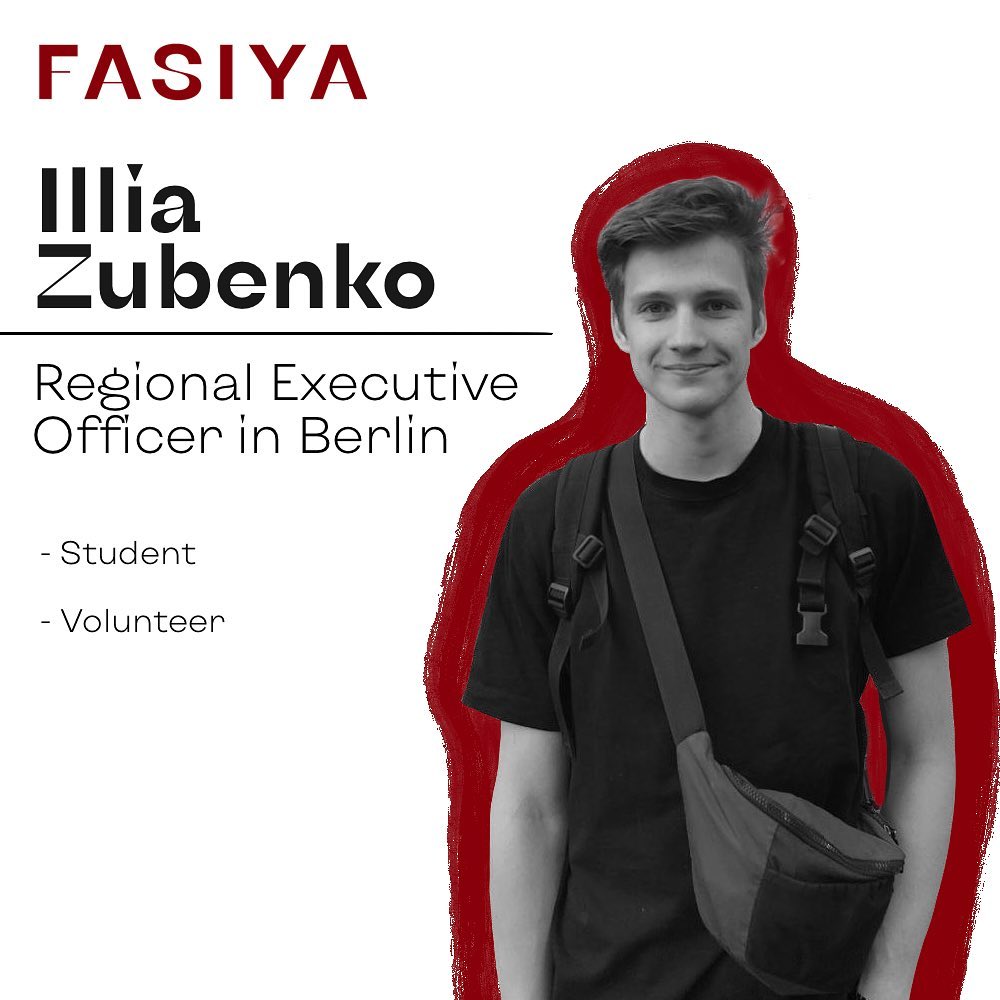 FASIYA
Illia
Zubenko
Regional Executive
Officer in Berlin
- Student
- Volunteer